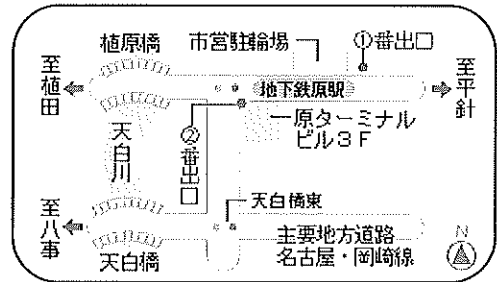 植原橋
市営駐輪場
①番出口
至植田
地下鉄原駅
至平針
原ターミナル
ビル3F
天白川
②番出口
至八事
天白橋東
天白橋
主要地方道路
名古屋・岡崎線
N